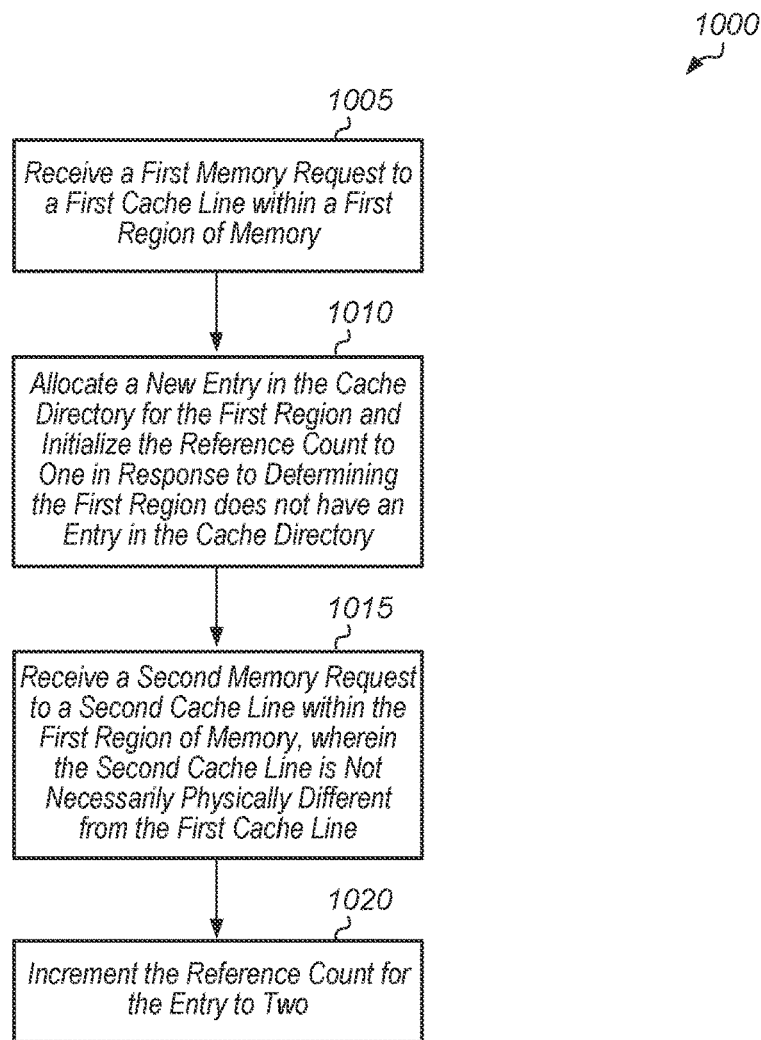 1000
1005
Receive a First Memory Request to
a First Cache Line within a First
Region of Memory
1010
Allocate a New Entry in the Cache
Directory for the First Region and
Initialize the Reference Count to
One in Response to Determining
the First Region does not have an
Entry in the Cache Directory
1015
Receive a Second Memory Request
to a Second Cache Line within the
First Region of Memory, wherein
the Second Cache Line is Not
Necessarily Physically Different
from the First Cache Line
1020
Increment the Reference Count for
the Entry to Two